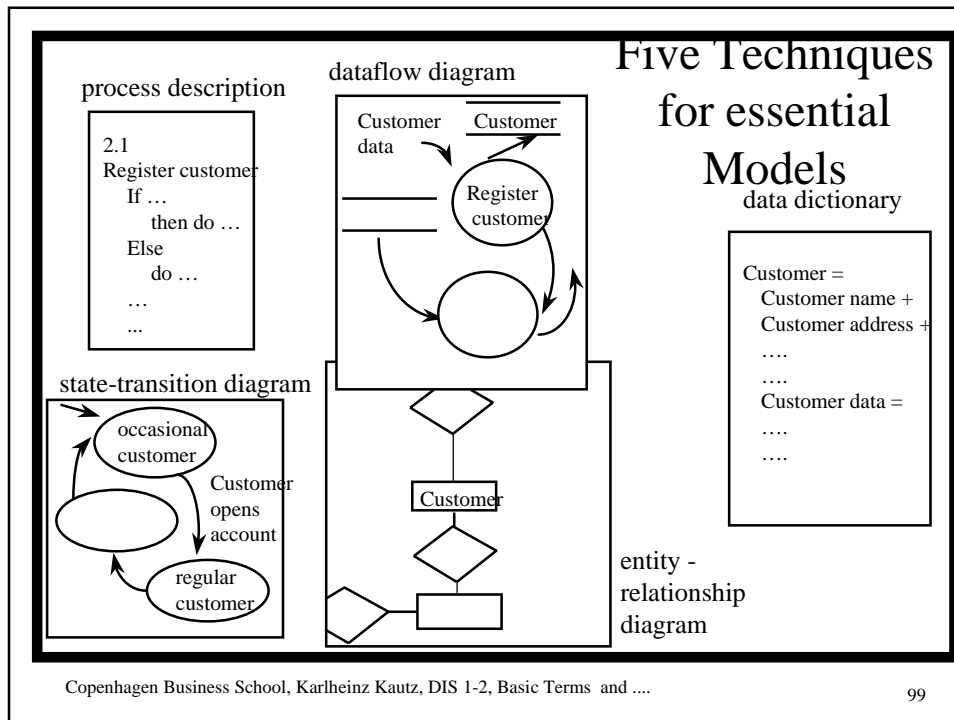 Five Techniques
for essential
Models
process description
2.1
Register customer
If …
then do …
Else
do …
…
...
dataflow diagram
Customer
data
Customer
Register
customer
data dictionary
Customer =
Customer name +
Customer address +
….
….
Customer data =
….
….
state-transition diagram
occasional
customer
Customer
opens
account
regular
customer
Customer
entity -
relationship
diagram
Copenhagen Business School, Karlheinz Kautz, DIS 1-2, Basic Terms and ....
99